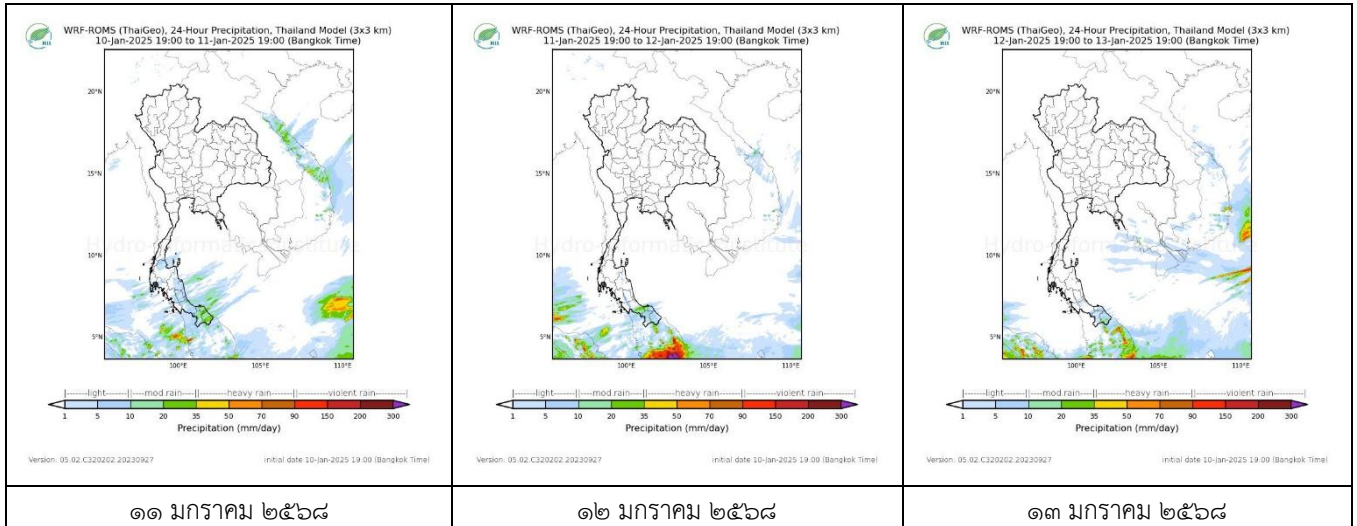 WRF-ROMS (ThaiGeo), 24-Hour Precipitation, Thailand Model (3x3 km)
10-Jan-2025 19:00 to 11-Jan-2025 19:00 (Bangkok Time)
HII
20°N
15°N
10°N
5°N
100°E 105°E 110°E
light mod rain heavy rain violent rain
1 5 10 20 35 50 70 90 150 200 300
Precipitation (mm/day)
Version: 05.02.C320202.20230927 initial date 10-Jan-2025 19:00 (Bangkok Time)
๑๑ มกราคม ๒๕๖๘
WRF-ROMS (ThaiGeo), 24-Hour Precipitation, Thailand Model (3x3 km)
11-Jan-2025 19:00 to 12-Jan-2025 19:00 (Bangkok Time)
HII
20°N
15°N
10°N
5°N
100°E 105°E 110°E
light mod rain heavy rain violent rain
1 5 10 20 35 50 70 90 150 200 300
Precipitation (mm/day)
Version: 05.02.C320202.20230927 initial date 10-Jan-2025 19:00 (Bangkok Time)
๑๒ มกราคม ๒๕๖๘
WRF-ROMS (ThaiGeo), 24-Hour Precipitation, Thailand Model (3x3 km)
12-Jan-2025 19:00 to 13-Jan-2025 19:00 (Bangkok Time)
HII
20°N
15°N
10°N
5°N
100°E 105°E 110°E
light mod rain heavy rain violent rain
1 5 10 20 35 50 70 90 150 200 300
Precipitation (mm/day)
Version: 05.02.C320202.20230927 initial date 10-Jan-2025 19:00 (Bangkok Time)
๑๓ มกราคม ๒๕๖๘